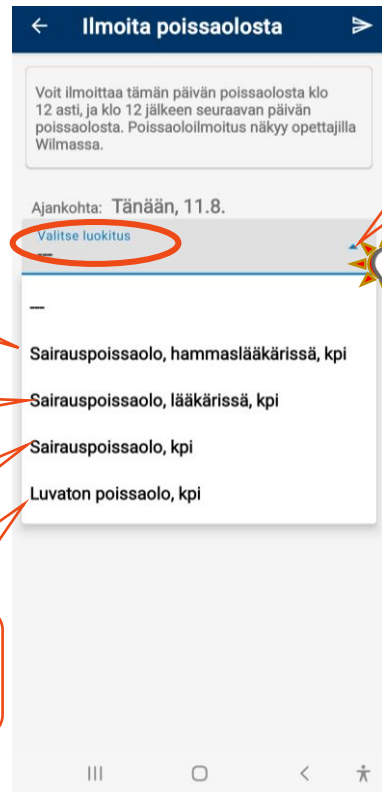 Ilmoita poissaolosta
Voit ilmoittaa tämän päivän poissaolosta klo
12 asti, ja klo 12 jälkeen seuraavan päivän
poissaolosta. Poissaoloilmoitus näkyy opettajilla
Wilmassa.
Ajankohta: Tänään, 11.8.
Valitse luokitus
---
---
Sairauspoissaolo, hammaslääkärissä, kpi
Sairauspoissaolo, lääkärissä, kpi
Sairauspoissaolo, kpi
Luvaton poissaolo, kpi